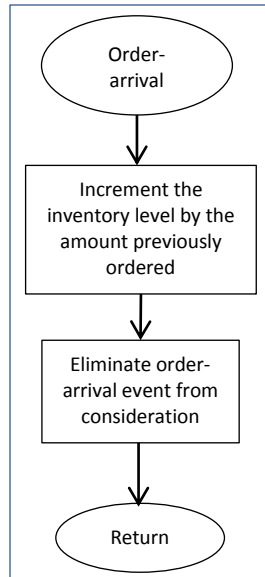 Order-
arrival
Increment the
inventory level by the
amount previously
ordered
Eliminate order-
arrival event from
consideration
Return